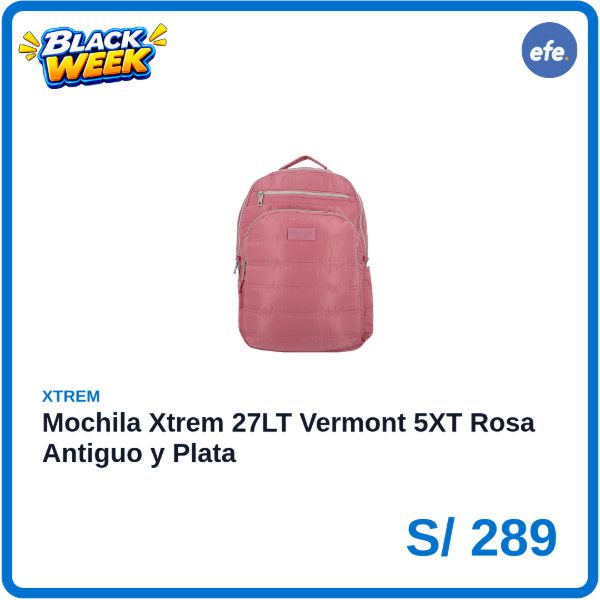 BLACK
WEEK
efe.
XTREM
Mochila Xtrem 27LT Vermont 5XT Rosa
Antiguo y Plata
S/ 289